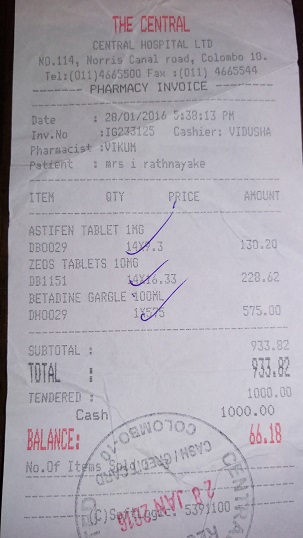 THE CENTRAL
CENTRAL HOSPITAL LTD
NO.114, Norris Canal road, Colombo 10.
Tel:(011)4665500 Fax :(011) 4665544
-------- PHARMACY INVOICE --------
Date : 28/01/2016 5:38:13 PM
Inv.No :IG233125 Cashier: VIDUSHA
Pharmacist :VIKUM
Patient : mrs i rathnayake
ITEM QTY PRICE AMOUNT
ASTIFEN TABLET 1MG
DB0029 14X9.3 130.20
ZEOS TABLETS 10MG
DB1151 14X16.33 228.62
BETADINE GARGLE 100ML
DH0029 1X575 575.00
SUBTOTAL : 933.82
TOTAL : 933.82
TENDERED : 1000.00
Cash 1000.00
BALANCE: 66.18
No.Of Items Sold
5391100
COLOMBO-10
CASH/CREDIT CARD
28 JAN 2016